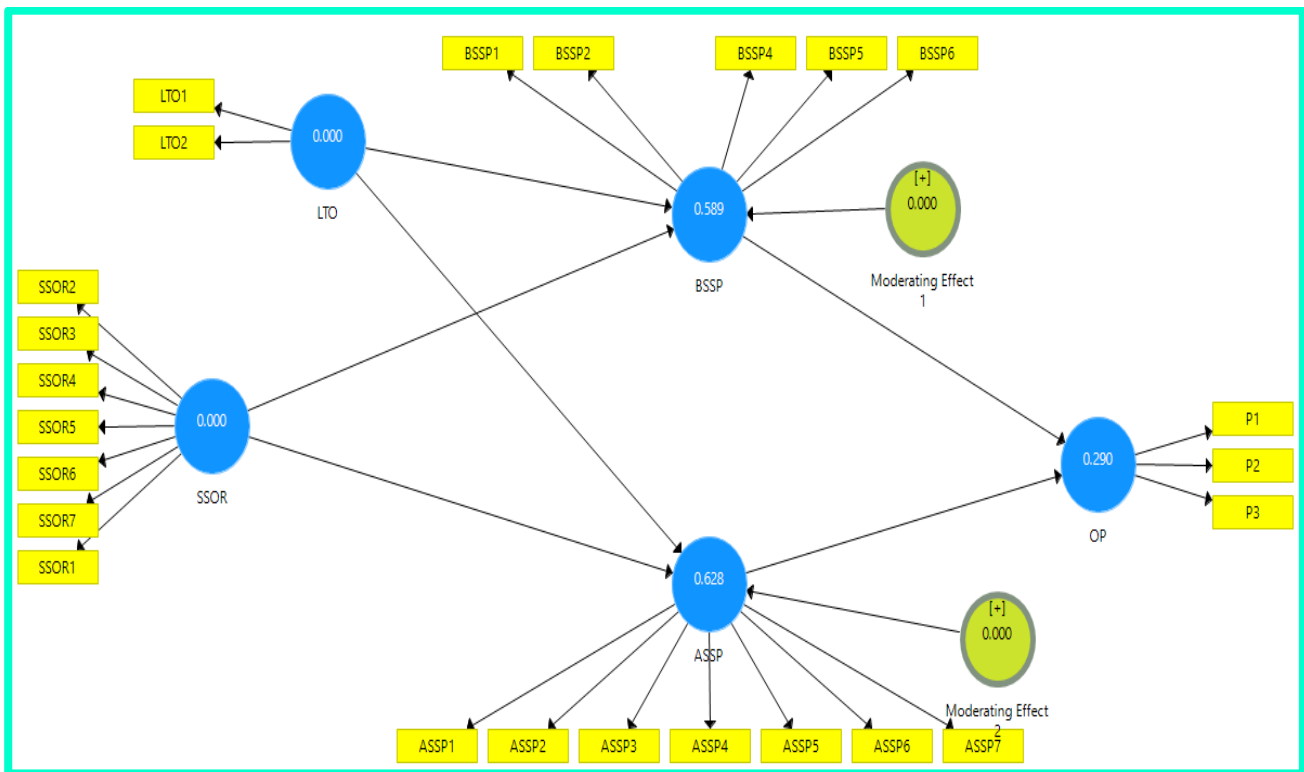 BSSP1
BSSP2
BSSP4
BSSP5
BSSP6
LTO1
LTO2
0.000
LTO
0.589
BSSP
[+]
0.000
Moderating Effect
1
SSOR2
SSOR3
SSOR4
SSOR5
SSOR6
SSOR7
SSOR1
0.000
SSOR
0.290
OP
P1
P2
P3
0.628
ASSP
[+]
0.000
Moderating Effect
2
ASSP1
ASSP2
ASSP3
ASSP4
ASSP5
ASSP6
ASSP7